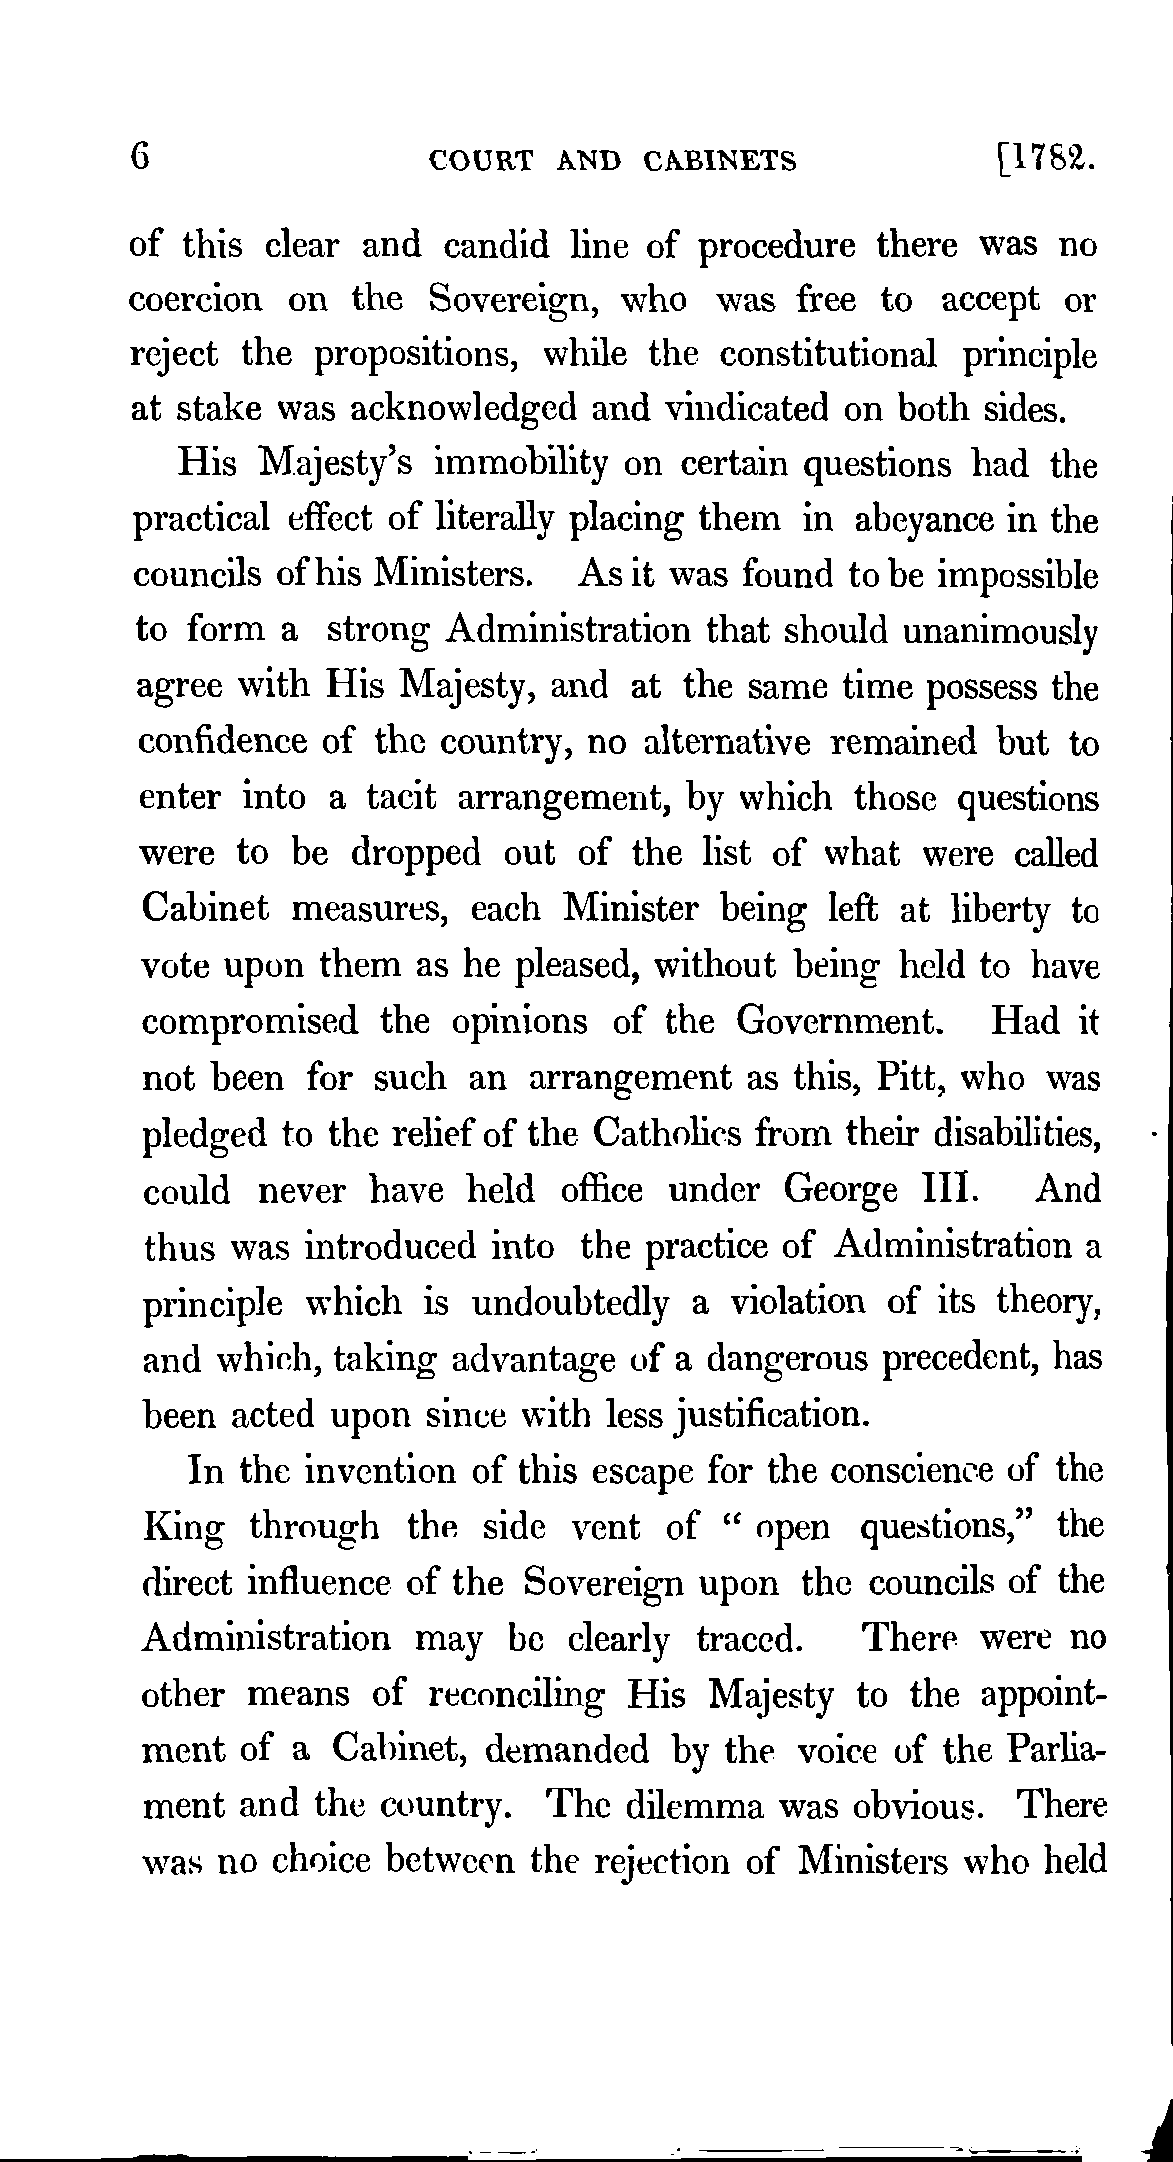 6 COURT AND CABINETS [1782.
of this clear and candid line of procedure there was no
coercion on the Sovereign, who was free to accept or
reject the propositions, while the constitutional principle
at stake was acknowledged and vindicated on both sides.
His Majesty's immobility on certain questions had the
practical effect of literally placing them in abeyance in the
councils of his Ministers. As it was found to be impossible
to form a strong Administration that should unanimously
agree with His Majesty, and at the same time possess the
confidence of the country, no alternative remained but to
enter into a tacit arrangement, by which those questions
were to be dropped out of the list of what were called
Cabinet measures, each Minister being left at liberty to
vote upon them as he pleased, without being held to have
compromised the opinions of the Government. Had it
not been for such an arrangement as this, Pitt, who was
pledged to the relief of the Catholics from their disabilities,
could never have held office under George III. And
thus was introduced into the practice of Administration a
principle which is undoubtedly a violation of its theory,
and which, taking advantage of a dangerous precedent, has
been acted upon since with less justification.
In the invention of this escape for the conscience of the
King through the side vent of “ open questions,” the
direct influence of the Sovereign upon the councils of the
Administration may be clearly traced. There were no
other means of reconciling His Majesty to the appoint-
ment of a Cabinet, demanded by the voice of the Parlia-
ment and the country. The dilemma was obvious. There
was no choice between the rejection of Ministers who held